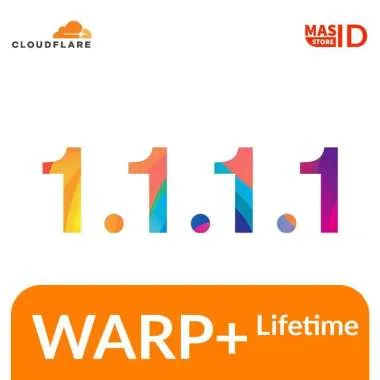 CLOUDFLARE
MAS
STORE
ID
1.1.1.1
WARP+ Lifetime